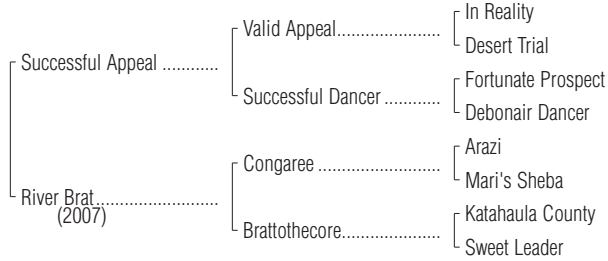 In Reality
Valid Appeal....................
Desert Trial
Successful Appeal ............
Fortunate Prospect
Successful Dancer ............
Debonair Dancer
Arazi
Congaree .........................
Mari's Sheba
River Brat..........................
(2007)
Katahaula County
Brattothecore...................
Sweet Leader